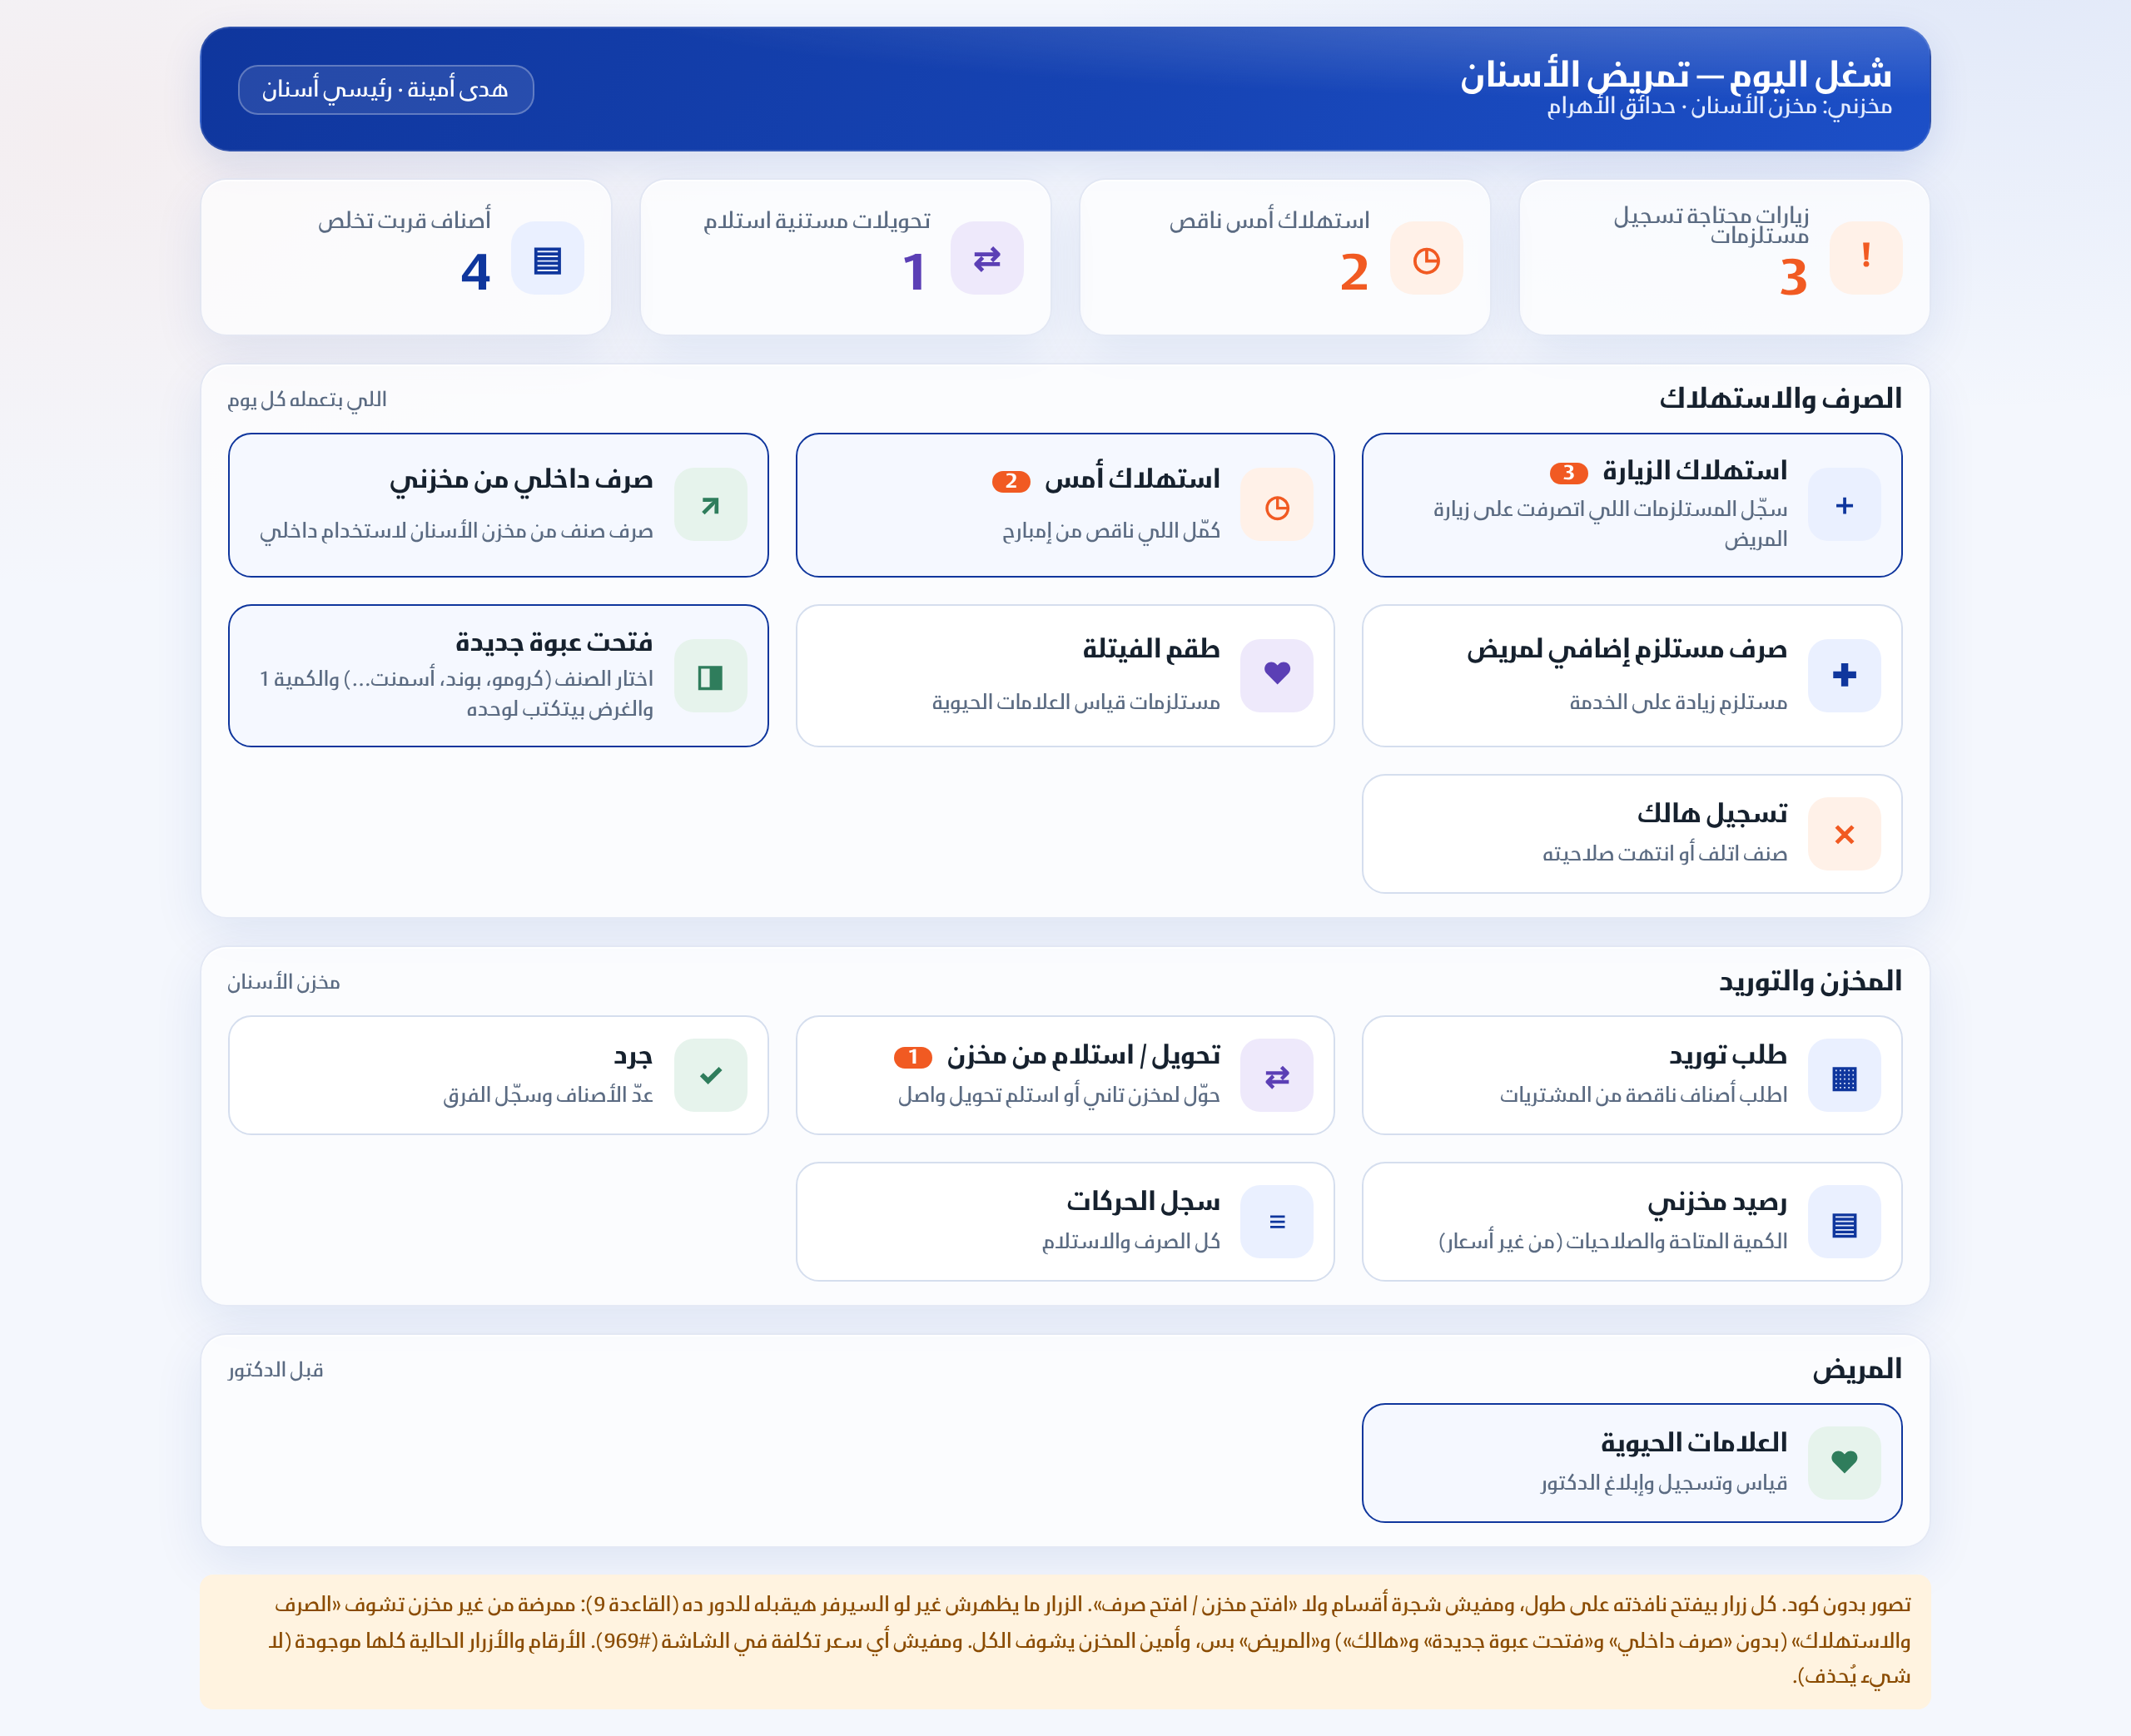 شغل اليوم — تمريض الأسنان
مخزني: مخزن الأسنان · حدائق الأهرام
هدى أمينة · رئيسي أسنان
زيارات محتاجة تسجيل
مستلزمات
3
استهلاك أمس ناقص
2
تحويلات مستنية استلام
1
أصناف قربت تخلص
4
الصرف والاستهلاك
اللي بتعمله كل يوم
استهلاك الزيارة 3
سجّل المستلزمات اللي اتصرفت على زيارة
المريض
استهلاك أمس 2
كمّل اللي ناقص من إمبارح
صرف داخلي من مخزني
صرف صنف من مخزن الأسنان لاستخدام داخلي
صرف مستلزم إضافي لمريض
مستلزم زيادة على الخدمة
طقم الفيتلة
مستلزمات قياس العلامات الحيوية
فتحت عبوة جديدة
اختار الصنف (كرومو، بوند، أسمنت...) والكمية 1
والغرض بيتكتب لوحده
تسجيل هالك
صنف اتلف أو انتهت صلاحيته
المخزن والتوريد
مخزن الأسنان
طلب توريد
اطلب أصناف ناقصة من المشتريات
تحويل / استلام من مخزن 1
حوّل لمخزن تاني أو استلم تحويل واصل
جرد
عدّ الأصناف وسجّل الفرق
رصيد مخزني
الكمية المتاحة والصلاحيات (من غير أسعار)
سجل الحركات
كل الصرف والاستلام
المريض
قبل الدكتور
العلامات الحيوية
قياس وتسجيل وإبلاغ الدكتور
تصور بدون كود. كل زرار بيفتح نافذته على طول، ومفيش شجرة أقسام ولا «افتح مخزن / افتح صرف». الزرار ما يظهرش غير لو السيرفر هيقبله للدور ده (القاعدة 9): ممرضة من غير مخزن تشوف «الصرف
والاستهلاك» (بدون «صرف داخلي» و«فتحت عبوة جديدة» و«هالك») و«المريض» بس، وأمين المخزن يشوف الكل. ومفيش أي سعر تكلفة في الشاشة (#969). الأرقام والأزرار الحالية كلها موجودة (لا
شيء يُحذف).